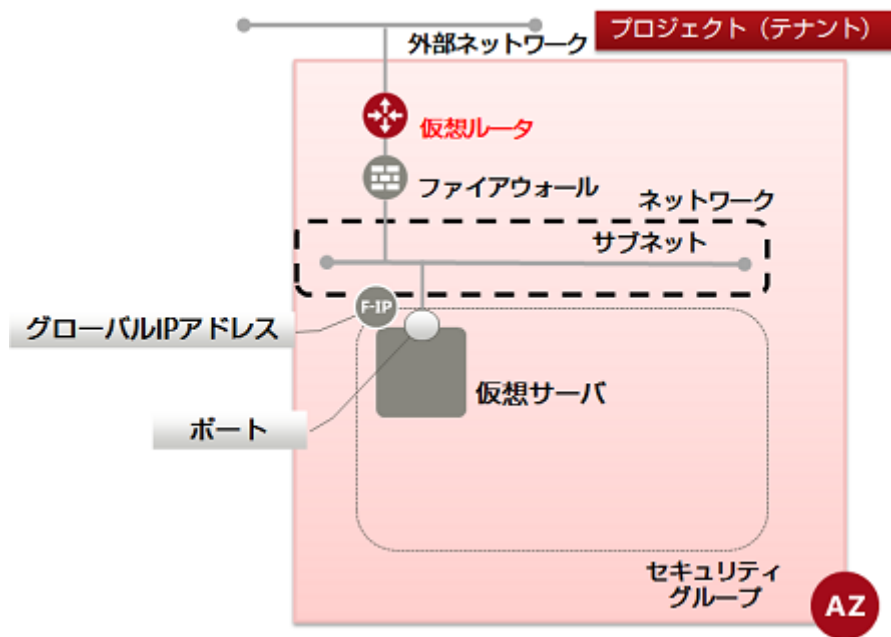 プロジェクト（テナント）
外部ネットワーク
仮想ルータ
ファイアウォール
ネットワーク
サブネット
F-IP
グローバルIPアドレス
仮想サーバ
ポート
セキュリティ
グループ
AZ